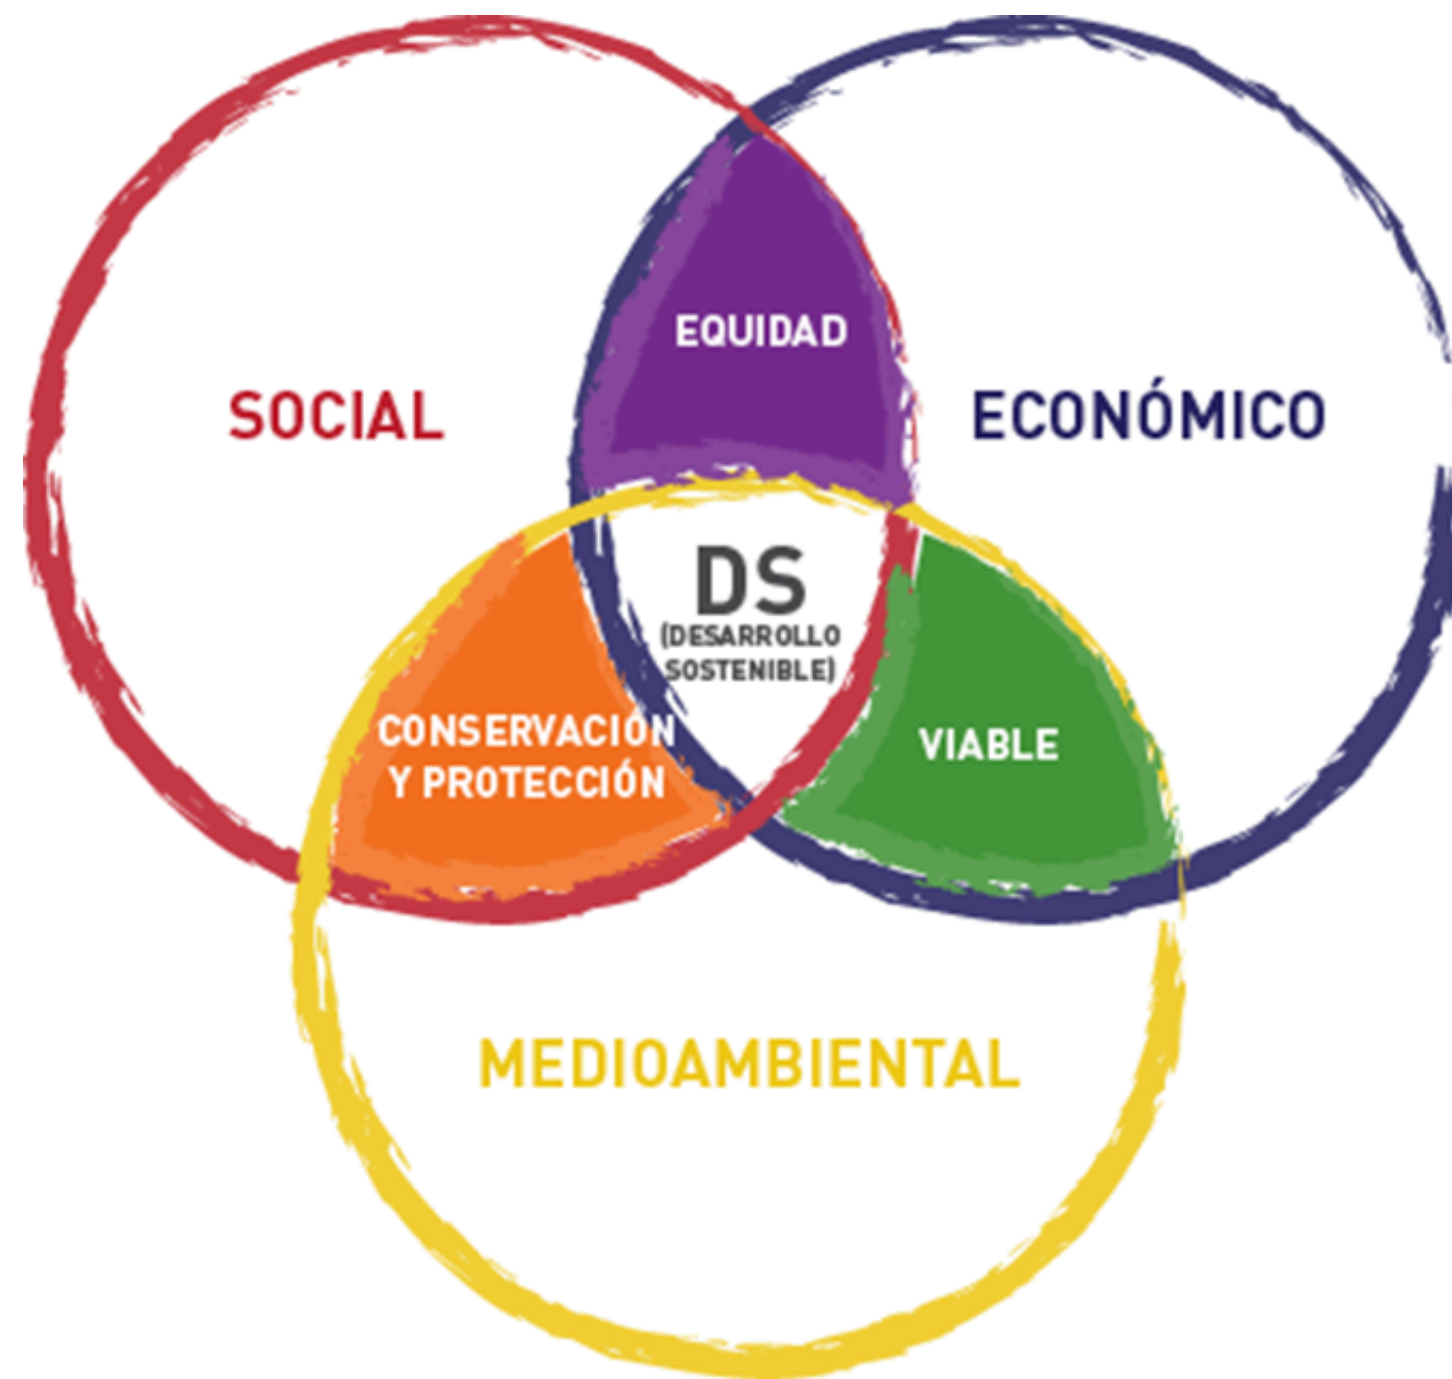 EQUIDAD
SOCIAL
ECONÓMICO
DS
(DESARROLLO
SOSTENIBLE)
CONSERVACIÓN
Y PROTECCIÓN
VIABLE
MEDIOAMBIENTAL